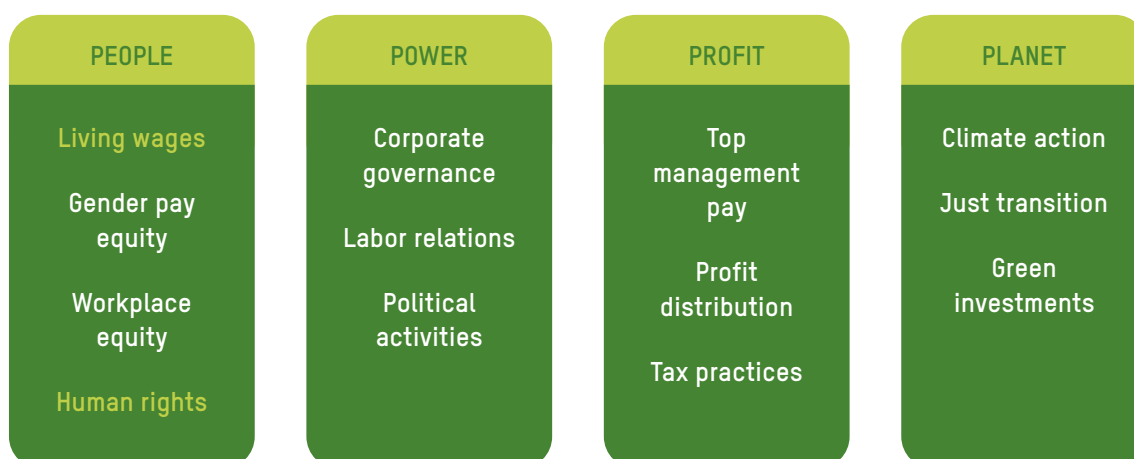 PEOPLE
Living wages
Gender pay
equity
Workplace
equity
Human rights
POWER
Corporate
governance
Labor relations
Political
activities
PROFIT
Top
management
pay
Profit
distribution
Tax practices
PLANET
Climate action
Just transition
Green
investments